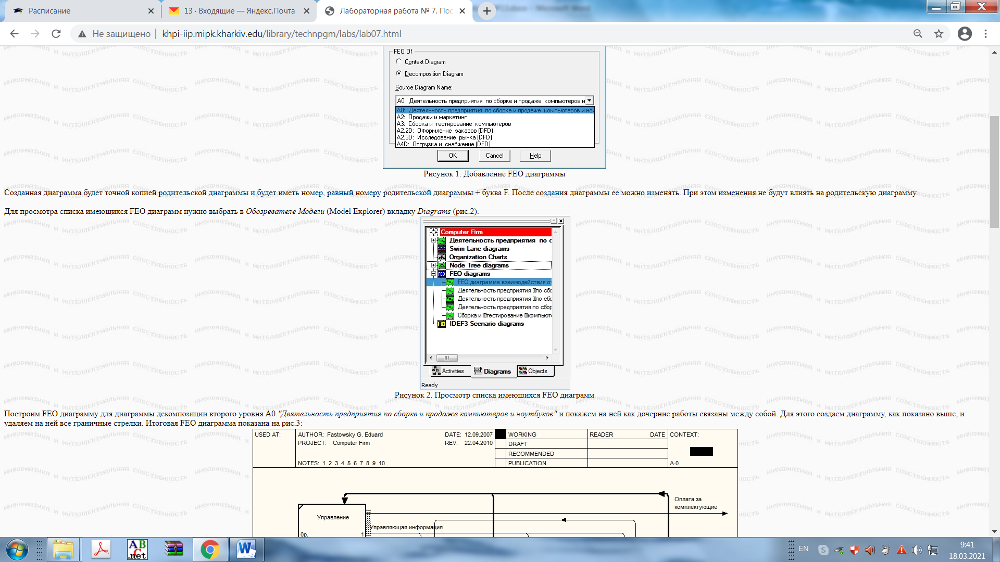 Расписание
13 · Входящие — Яндекс.Почта
Лабораторная работа № 7. Пос
Microsoft Word
Не защищено | khpi-iip.mipk.kharkiv.edu/library/technpgm/labs/lab07.html
FEO Of
Context Diagram
Decomposition Diagram
Source Diagram Name:
A0: Деятельность предприятия по сборке и продаже компьютеров и
A0: Деятельность предприятия по сборке и продаже компьютеров и ноу
A2: Продажи и маркетинг
A3: Сборка и тестирование компьютеров
A2.2D: Оформление заказов (DFD)
A2.3D: Исследование рынка (DFD)
A4D: Отгрузка и снабжение (DFD)
OK Cancel Help
Рисунок 1. Добавление FEO диаграммы
Созданная диаграмма будет точной копией родительской диаграммы и будет иметь номер, равный номеру родительской диаграммы + буква F. После создания диаграммы ее можно изменять. При этом изменения не будут влиять на родительскую диаграмму.
Для просмотра списка имеющихся FEO диаграмм нужно выбрать в Обозревателе Модели (Model Explorer) вкладку Diagrams (рис.2).
Computer Firm
Деятельность предприятия по с
Swim Lane diagrams
Organization Charts
Node Tree diagrams
FEO diagrams
FEO диаграмма взаимодействия от
Деятельность предприятия по сбо
Деятельность предприятия по сбо
Деятельность предприятия по сбор
Сборка и тестирование компьют
IDEF3 Scenario diagrams
Activities Diagrams Objects
Ready
Рисунок 2. Просмотр списка имеющихся FEO диаграмм
Построим FEO диаграмму для диаграммы декомпозиции второго уровня А0 "Деятельность предприятия по сборке и продаже компьютеров и ноутбуков" и покажем на ней как дочерние работы связаны между собой. Для этого создаем диаграмму, как показано выше, и
удаляем на ней все граничные стрелки. Итоговая FEO диаграмма показана на рис.3:
USED AT: AUTHOR: Fastowsky G. Eduard DATE: 12.09.2007 WORKING READER DATE CONTEXT:
PROJECT: Computer Firm REV: 22.04.2010 DRAFT
RECOMMENDED
NOTES: 1 2 3 4 5 6 7 8 9 10 PUBLICATION A-0
Оплата за
комплектующие
Управление
Управляющая информация
0р. 1
информатика и интеллектуальная собственность
EN
9:41
18.03.2021